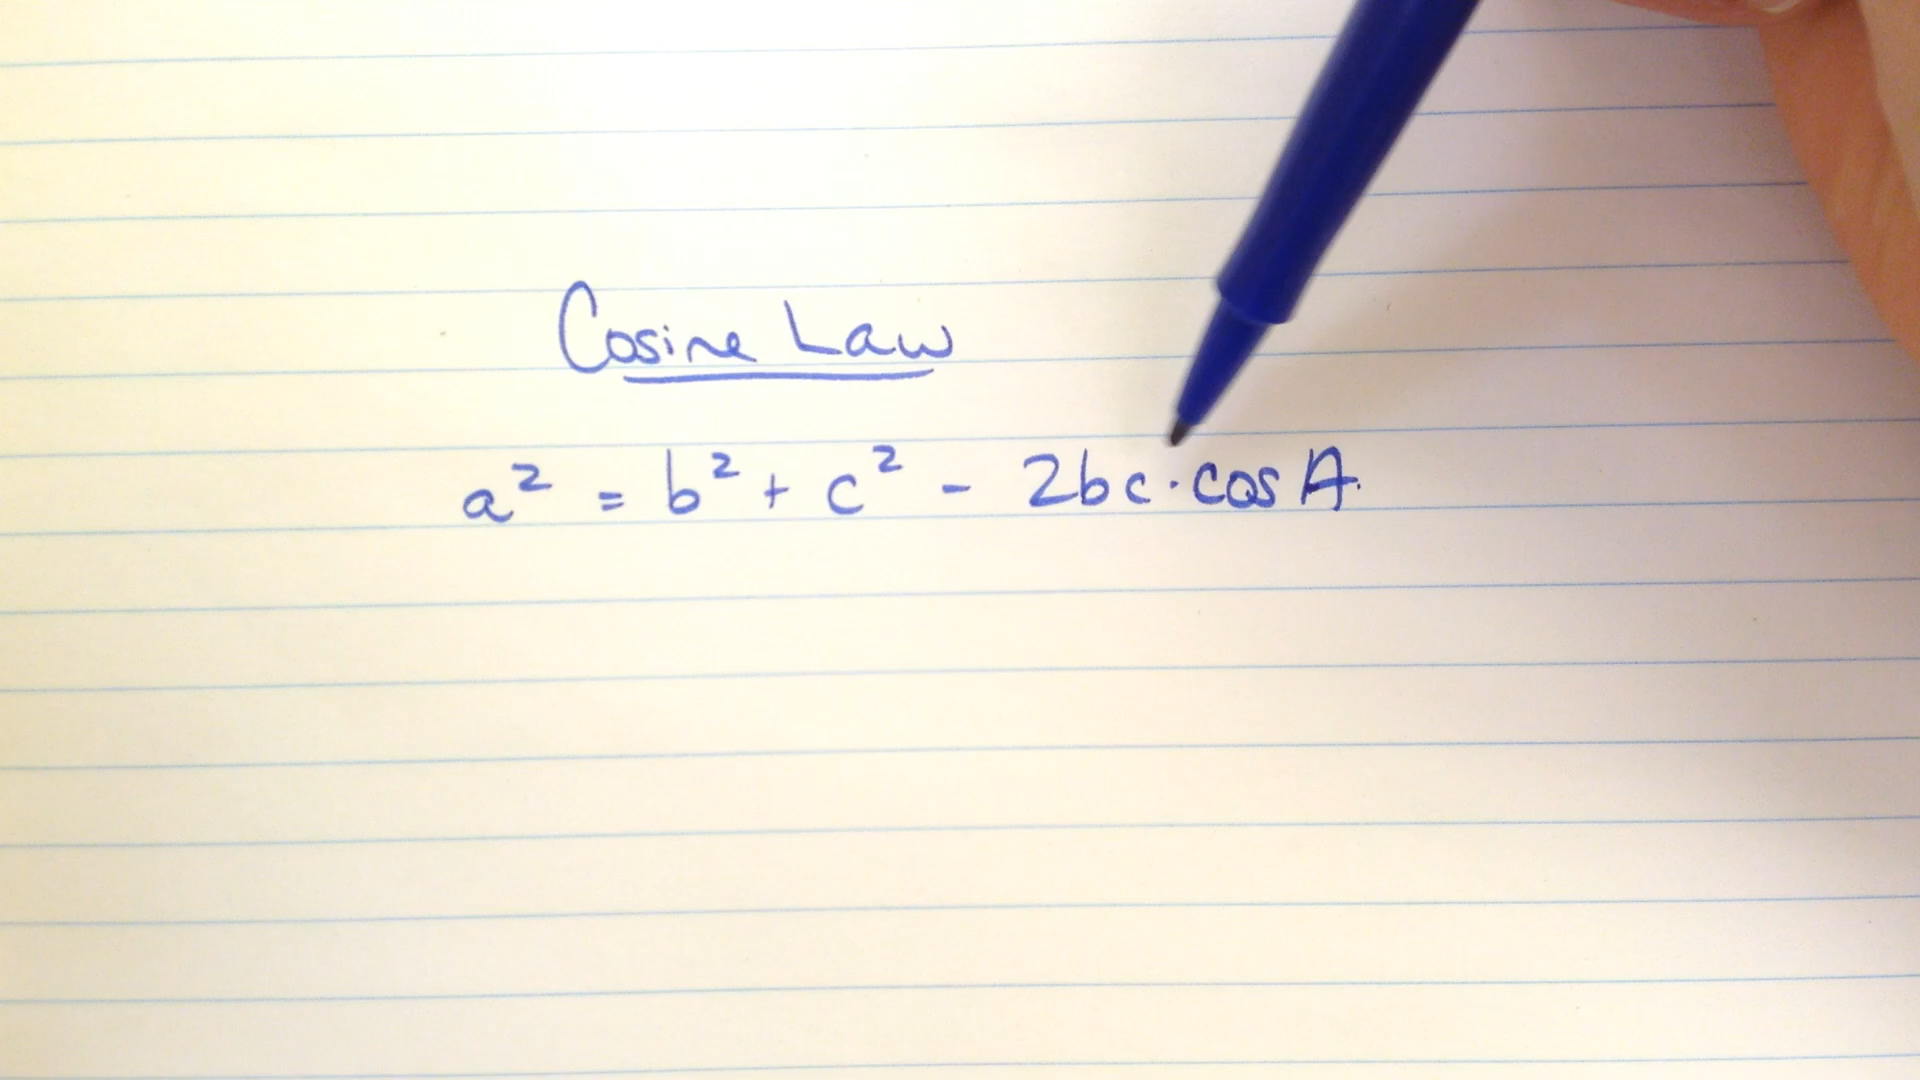 Cosine Law
a² = b² + c² - 2bc·cos A.